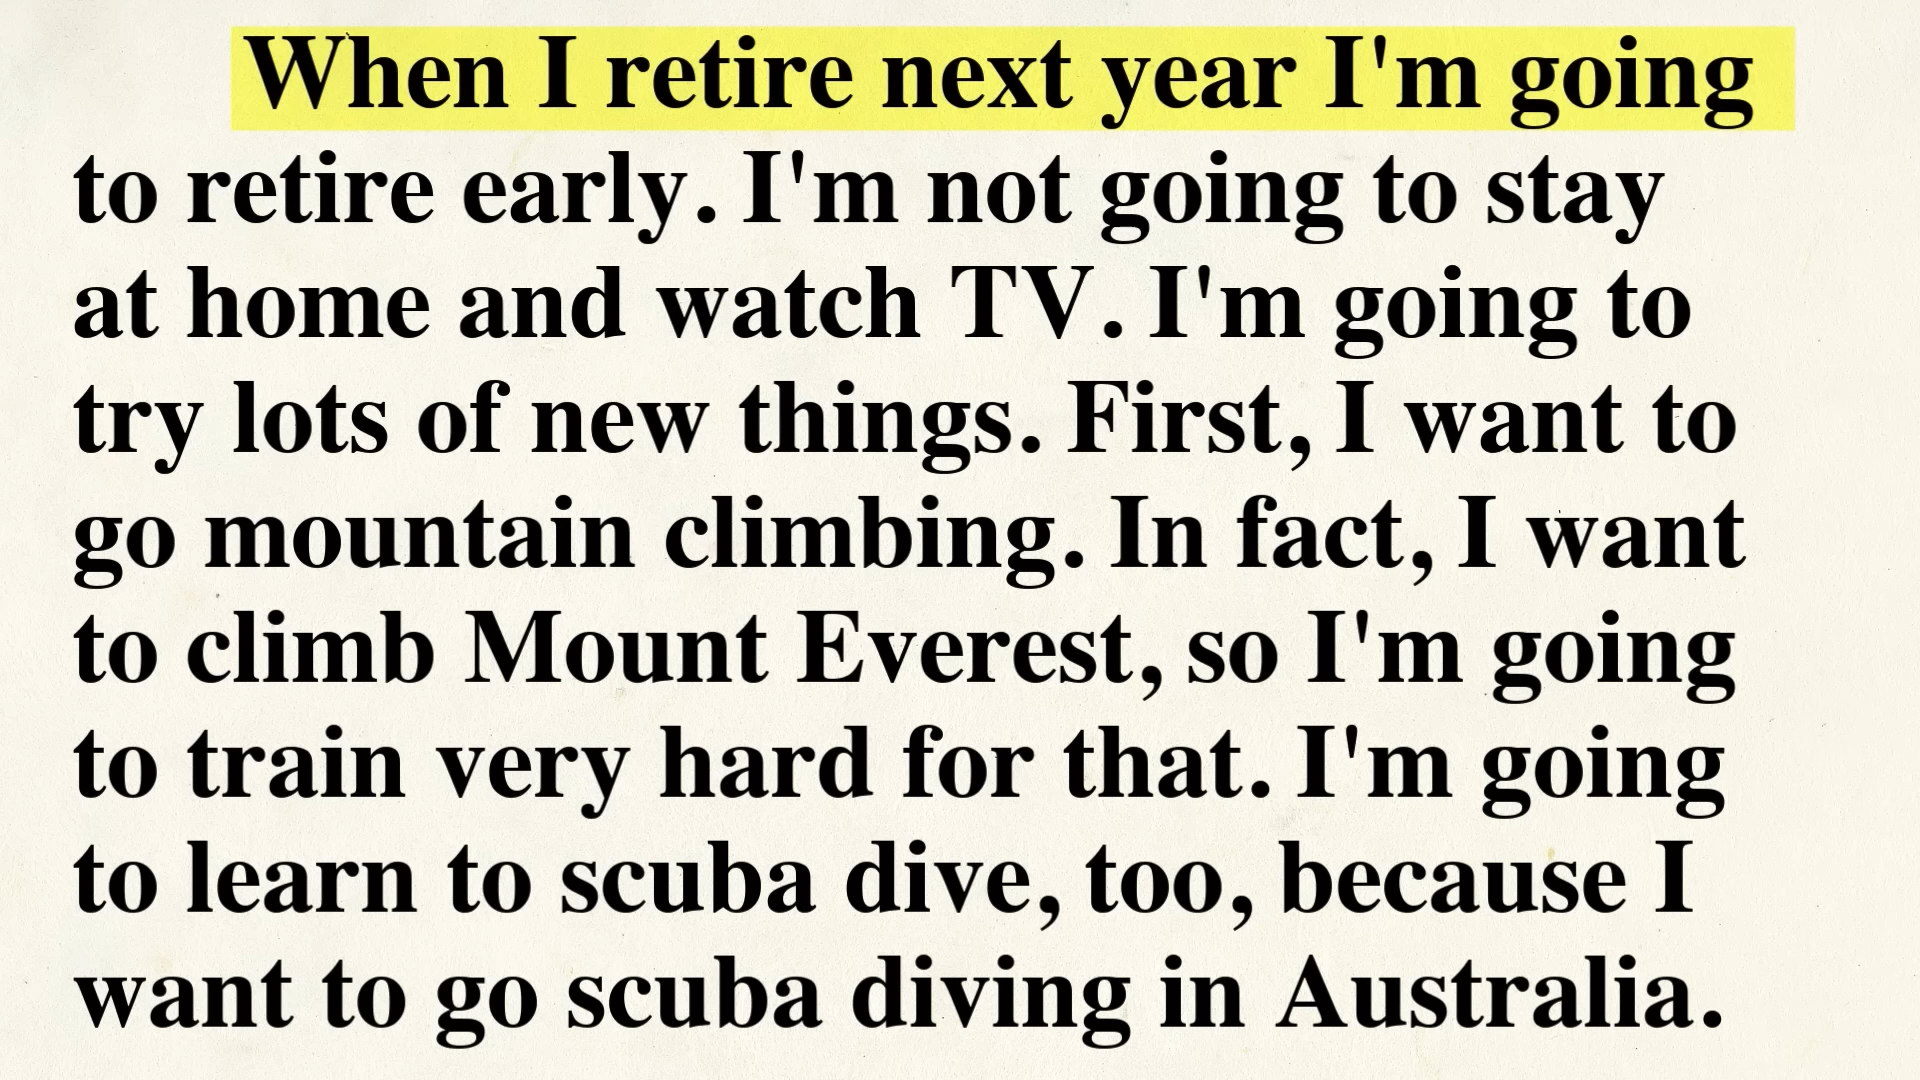 When I retire next year I'm going
to retire early. I'm not going to stay
at home and watch TV. I'm going to
try lots of new things. First, I want to
go mountain climbing. In fact, I want
to climb Mount Everest, so I'm going
to train very hard for that. I'm going
to learn to scuba dive, too, because I
want to go scuba diving in Australia.